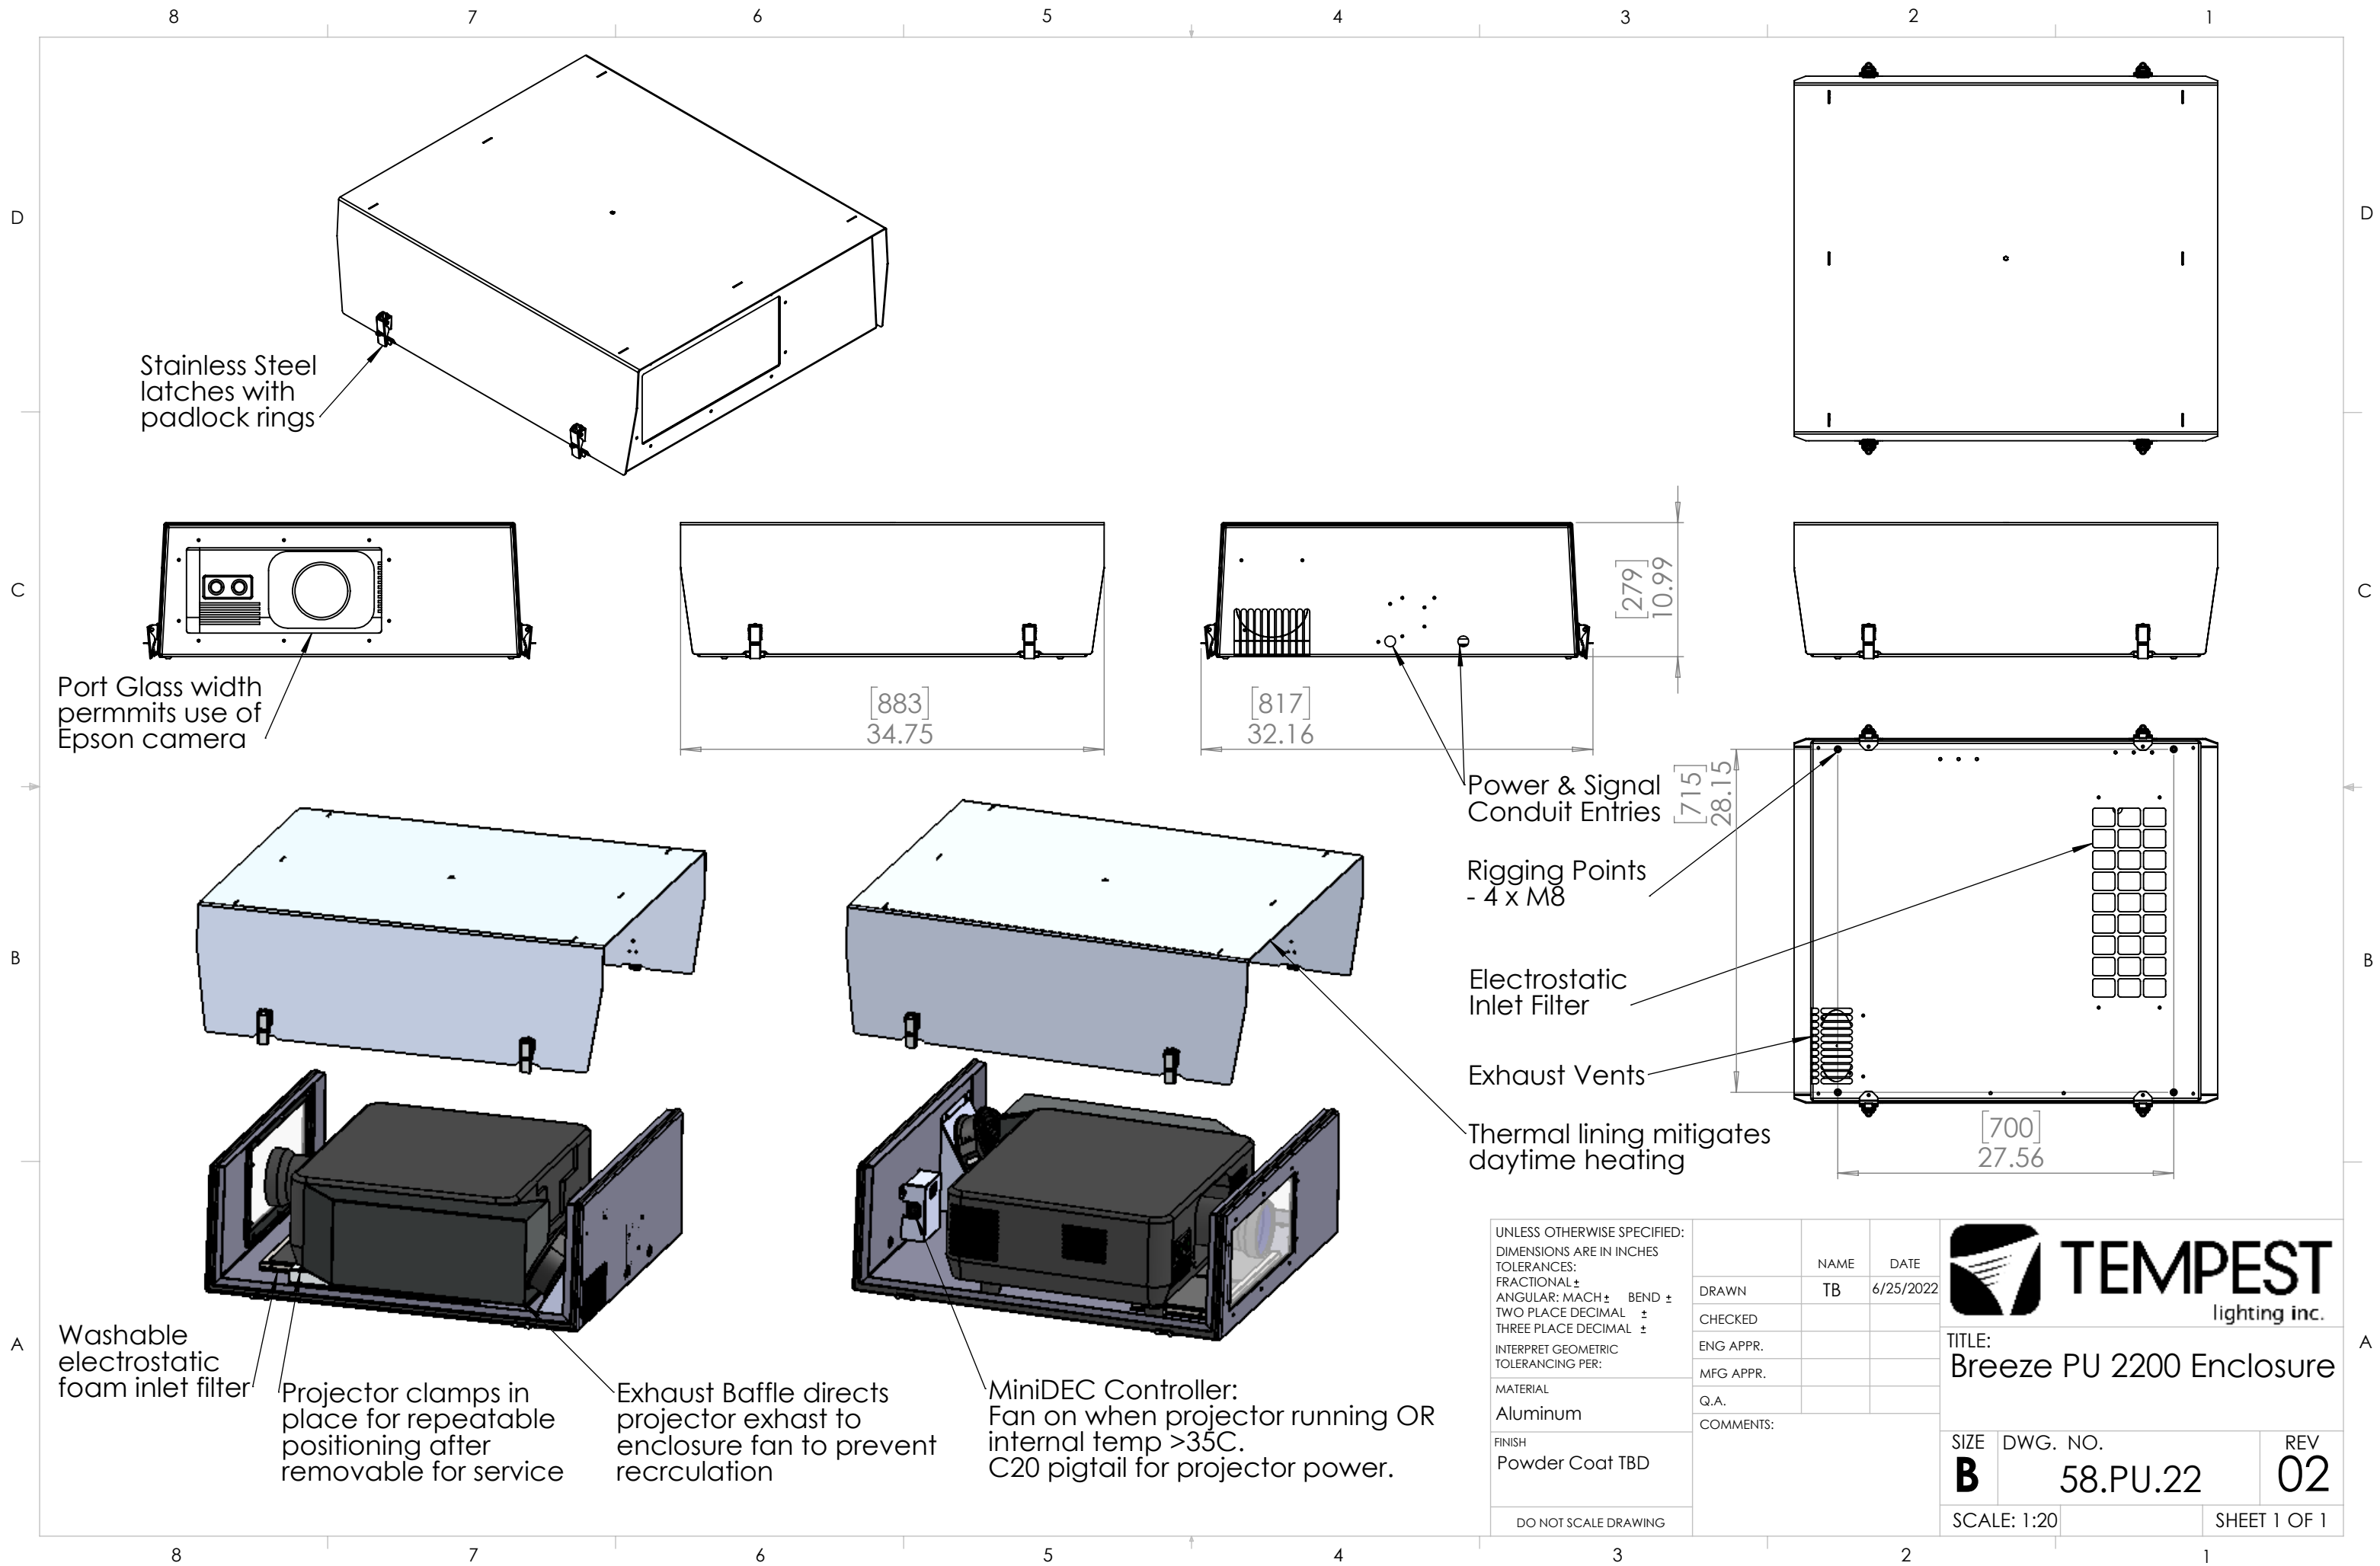 8 7 6 5 4 3 2 1
D D
Stainless Steel
latches with
padlock rings
C C
Port Glass width
permmits use of
Epson camera
[883]
34.75
[817]
32.16
[279]
10.99
Power & Signal
Conduit Entries
[715]
28.15
Rigging Points
- 4 x M8
Electrostatic
Inlet Filter
Exhaust Vents
Thermal lining mitigates
daytime heating
[700]
27.56
B B
A A
Washable
electrostatic
foam inlet filter
Projector clamps in
place for repeatable
positioning after
removable for service
Exhaust Baffle directs
projector exhast to
enclosure fan to prevent
recrculation
MiniDEC Controller:
Fan on when projector running OR
internal temp >35C.
C20 pigtail for projector power.
UNLESS OTHERWISE SPECIFIED:
DIMENSIONS ARE IN INCHES
TOLERANCES:
FRACTIONAL ±
ANGULAR: MACH ± BEND ±
TWO PLACE DECIMAL ±
THREE PLACE DECIMAL ±
INTERPRET GEOMETRIC
TOLERANCING PER:
MATERIAL
Aluminum
FINISH
Powder Coat TBD
DO NOT SCALE DRAWING
NAME DATE
DRAWN TB 6/25/2022
CHECKED
ENG APPR.
MFG APPR.
Q.A.
COMMENTS:
TEMPEST
lighting inc.
TITLE:
Breeze PU 2200 Enclosure
SIZE DWG. NO. REV
B 58.PU.22 02
SCALE: 1:20 SHEET 1 OF 1
8 7 6 5 4 3 2 1